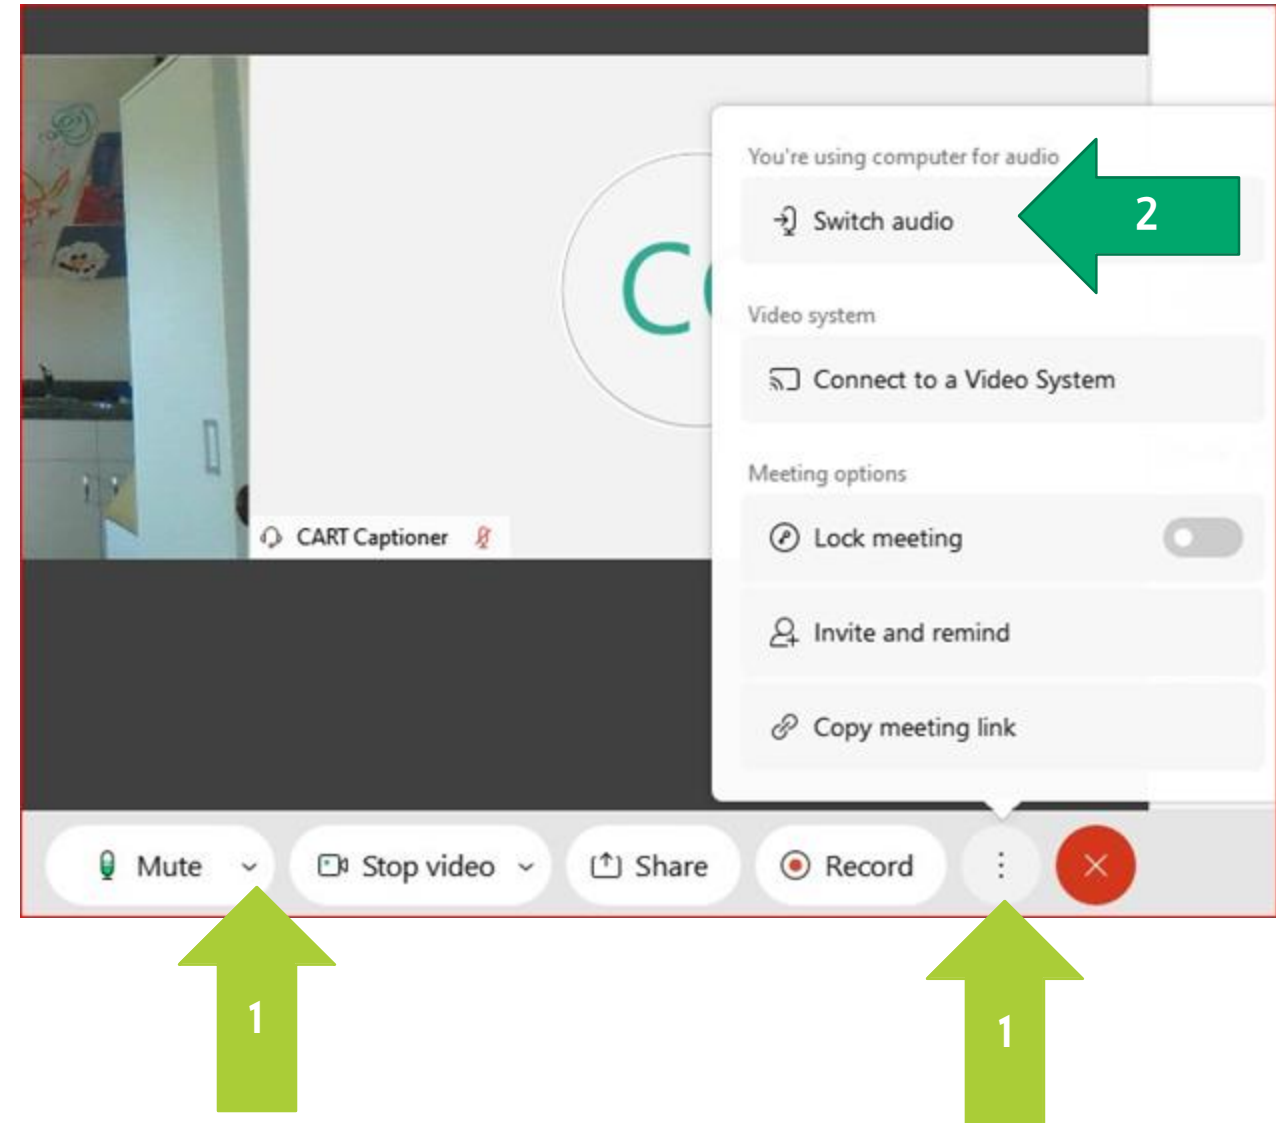 You're using computer for audio
Switch audio
2
Video system
Connect to a Video System
Meeting options
Lock meeting
CART Captioner
Invite and remind
Copy meeting link
Mute
Stop video
Share
Record
1
1